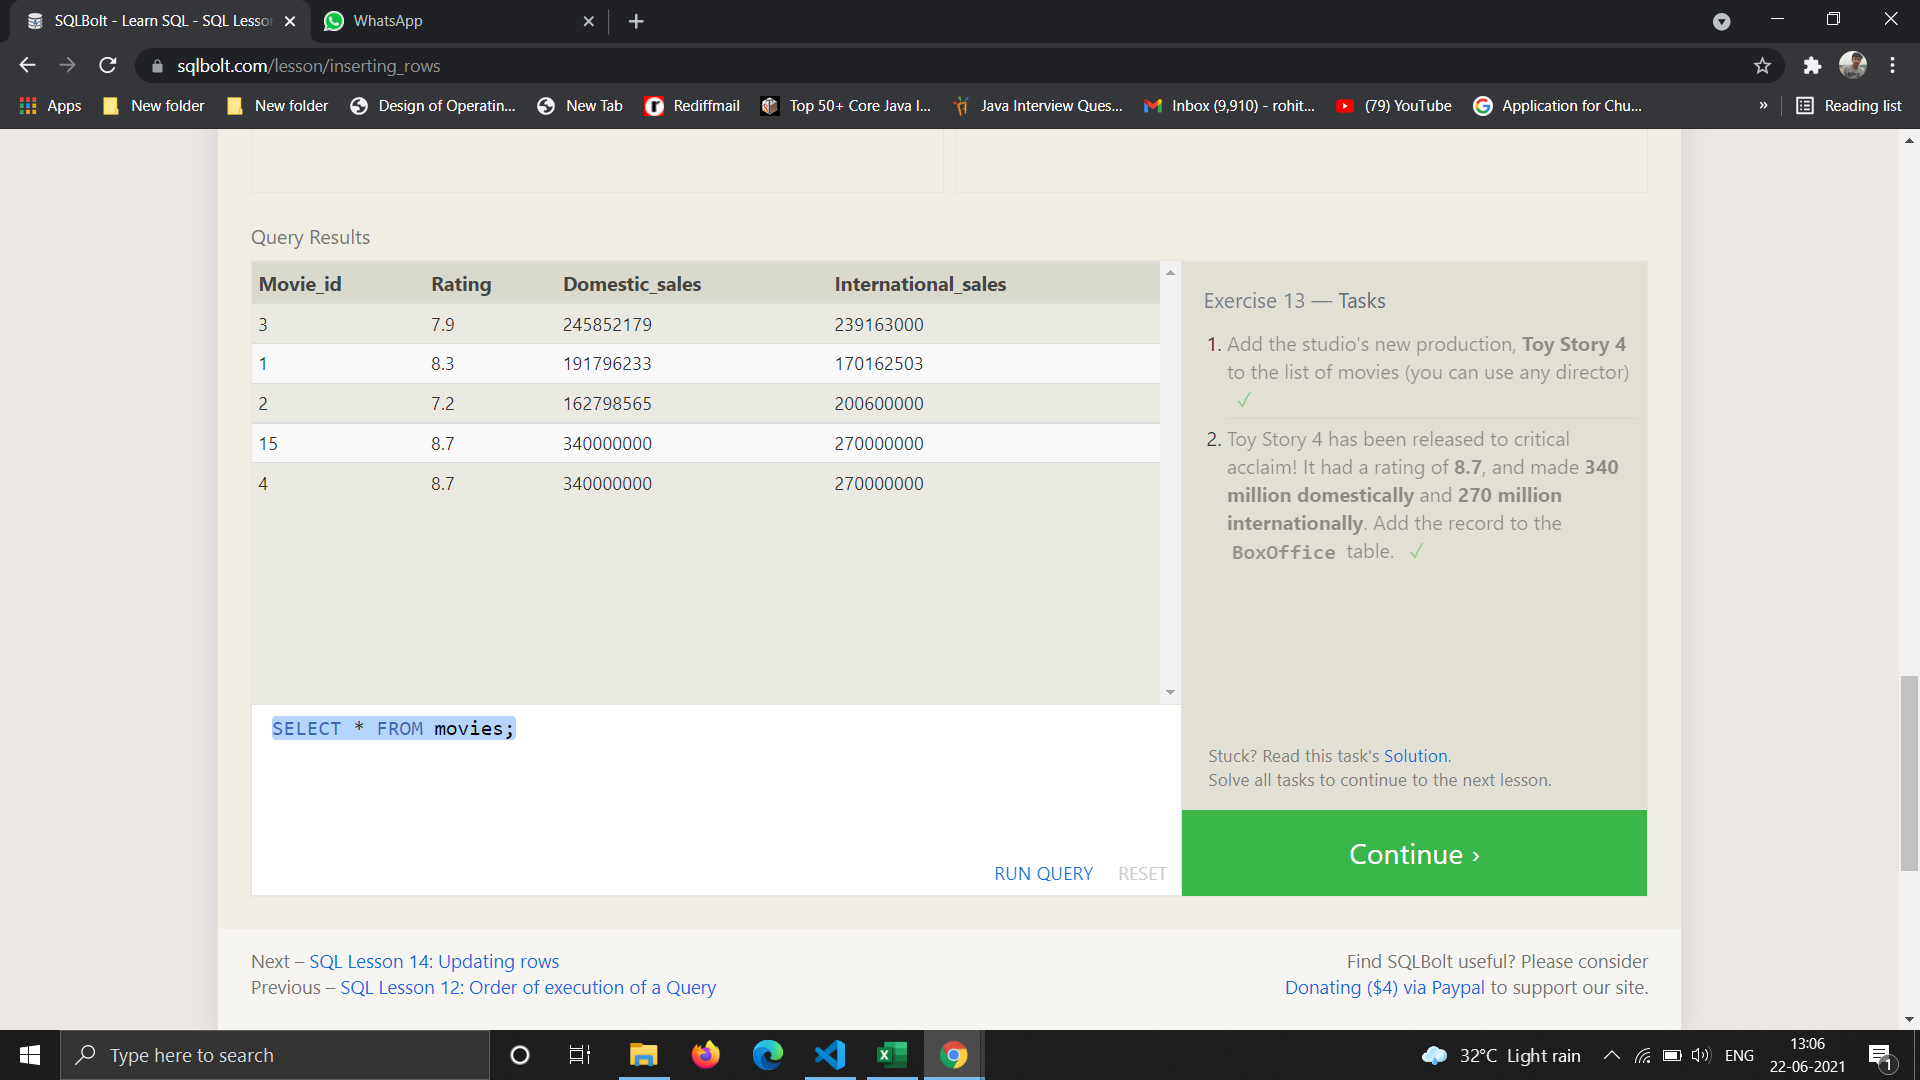 SQLBolt - Learn SQL - SQL Lesson
WhatsApp
sqlbolt.com/lesson/inserting_rows
Apps
New folder
New folder
Design of Operatin...
New Tab
Rediffmail
Top 50+ Core Java I...
Java Interview Ques...
Inbox (9,910) - rohit...
(79) YouTube
Application for Chu...
»
Reading list
Query Results
Movie_id Rating Domestic_sales International_sales
3 7.9 245852179 239163000
1 8.3 191796233 170162503
2 7.2 162798565 200600000
15 8.7 340000000 270000000
4 8.7 340000000 270000000
SELECT * FROM movies;
RUN QUERY RESET
Exercise 13 — Tasks
1. Add the studio's new production, Toy Story 4
to the list of movies (you can use any director)
✓
2. Toy Story 4 has been released to critical
acclaim! It had a rating of 8.7, and made 340
million domestically and 270 million
internationally. Add the record to the
BoxOffice table. ✓
Stuck? Read this task's Solution.
Solve all tasks to continue to the next lesson.
Continue ›
Next – SQL Lesson 14: Updating rows
Previous – SQL Lesson 12: Order of execution of a Query
Find SQLBolt useful? Please consider
Donating ($4) via Paypal to support our site.
Type here to search
32°C Light rain
ENG
13:06
22-06-2021
1